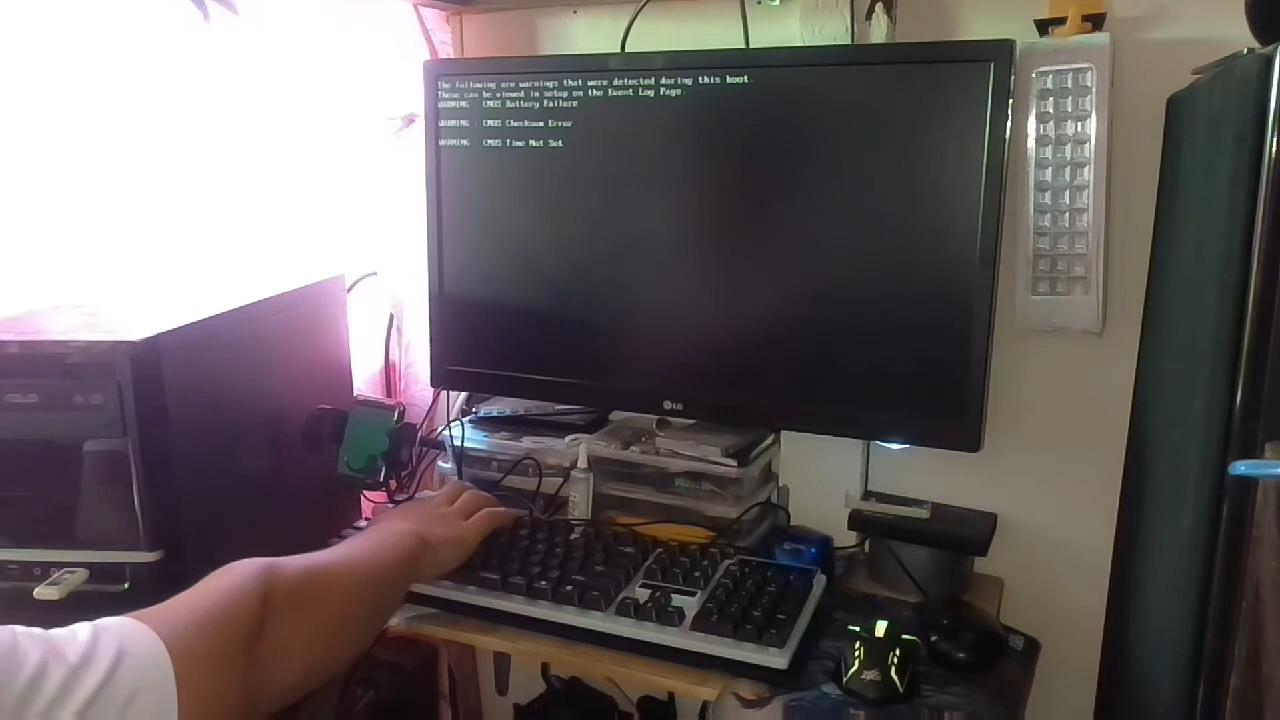 The following are warnings that were detected during this boot.
These can be viewed in setup on the Event Log Page.
WARNING : CMOS Battery Failure
WARNING : CMOS Checksum Error
WARNING : CMOS Time Not Set
LG
ASUS